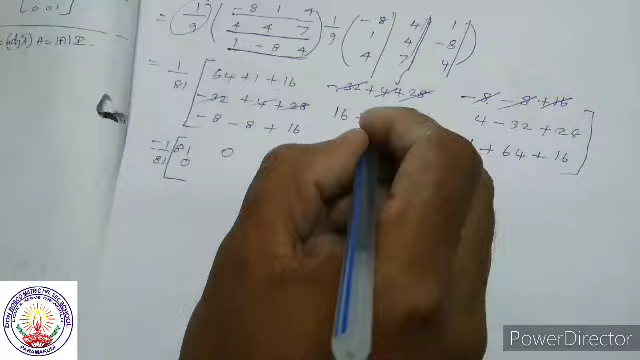 [ 0 0 1 ]
= (adj A) A = |A| I.
= 1/9 ( -8 1 4 1/9 ( -8 4 1
4 4 7 1 4 -8
1 -8 4 ) 4 7 4 )
= 1/81 [ 64 + 1 + 16 -32 + 4 + 28 -8 - 8 + 16
-32 + 4 + 28 16 4 - 32 + 28
-8 - 8 + 16 + 64 + 16 ]
= 1/81 [ 81 0
0
PARAMAKUDI
PowerDirector